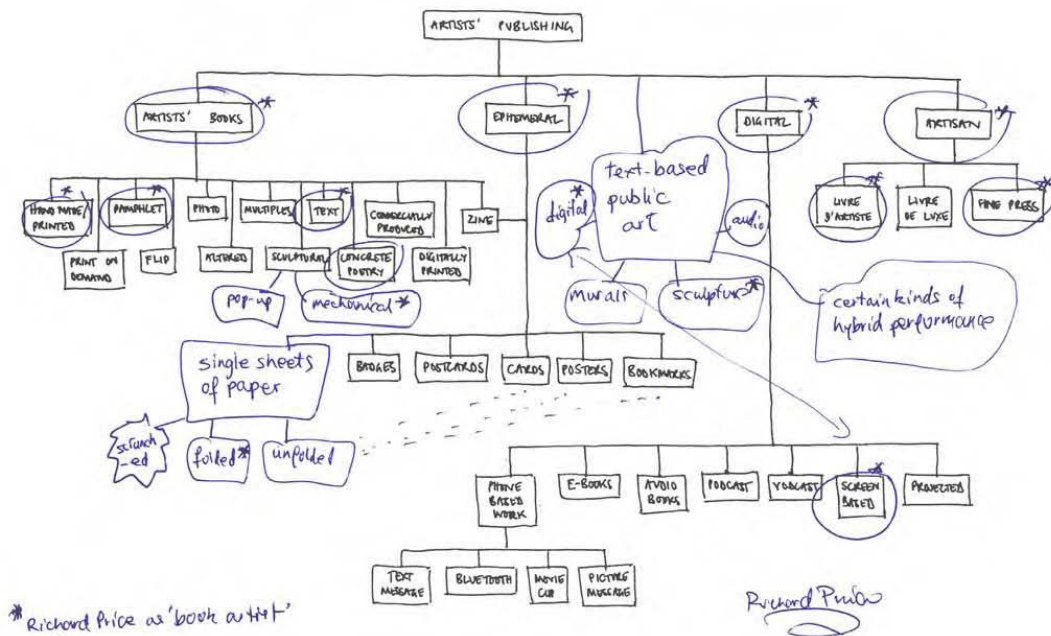 ARTISTS' PUBLISHING
ARTISTS' BOOKS
*
EPHEMERAL
*
DIGITAL
*
ARTISAN
*
text-based
public
art
digital
*
audio
murals
sculpture*
certain kinds of
hybrid performance
LIVRE
D'ARTISTE
*
LIVRE
DE LUXE
FINE PRESS
*
HAND MADE/
PRINTED
*
PAMPHLET
*
PHOTO
MULTIPLES
TEXT
*
COMERCIALLY
PRODUCED
ZINE
PRINT ON
DEMAND
FLIP
ALTERED
SCULPTURAL
CONCRETE
POETRY
DIGITALLY
PRINTED
pop-up
mechanical*
single sheets
of paper
BADGES
POSTCARDS
CARDS
POSTERS
BOOKMARKS
scrunch
-ed
folded*
unfolded
PHONE
BASED
WORK
E-BOOKS
AUDIO
BOOKS
PODCAST
VODCAST
SCREEN
BASED
*
PROJECTED
TEXT
MESSAGE
BLUETOOTH
MOVIE
CLIP
PICTURE
MESSAGE
*Richard Price as 'book artist'
Richard Price